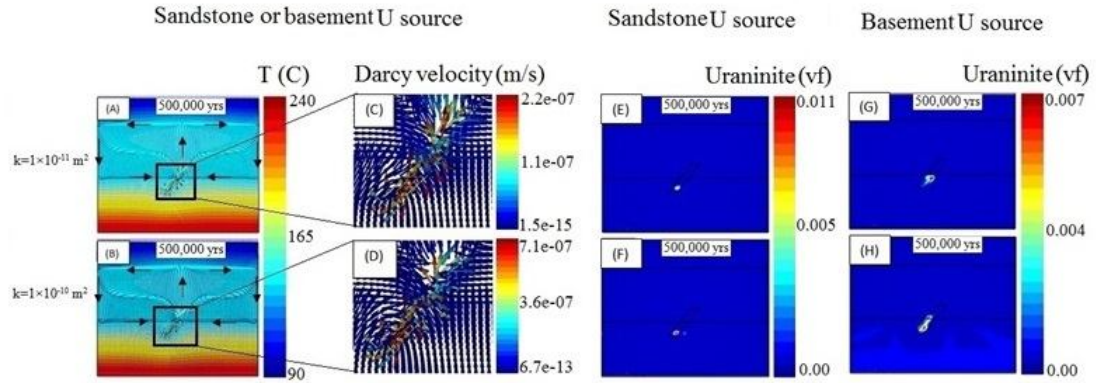 Sandstone or basement U source
Sandstone U source
Basement U source
T (C)
Darcy velocity (m/s)
Uraninite (vf)
Uraninite (vf)
(A)
500,000 yrs
240
(C)
2.2e-07
(E)
500,000 yrs
0.011
(G)
500,000 yrs
0.007
k=1×10⁻¹¹ m²
1.1e-07
1.5e-15
165
(B)
500,000 yrs
(D)
7.1e-07
(F)
500,000 yrs
0.005
(H)
500,000 yrs
0.004
k=1×10⁻¹⁰ m²
3.6e-07
90
6.7e-13
0.00
0.00